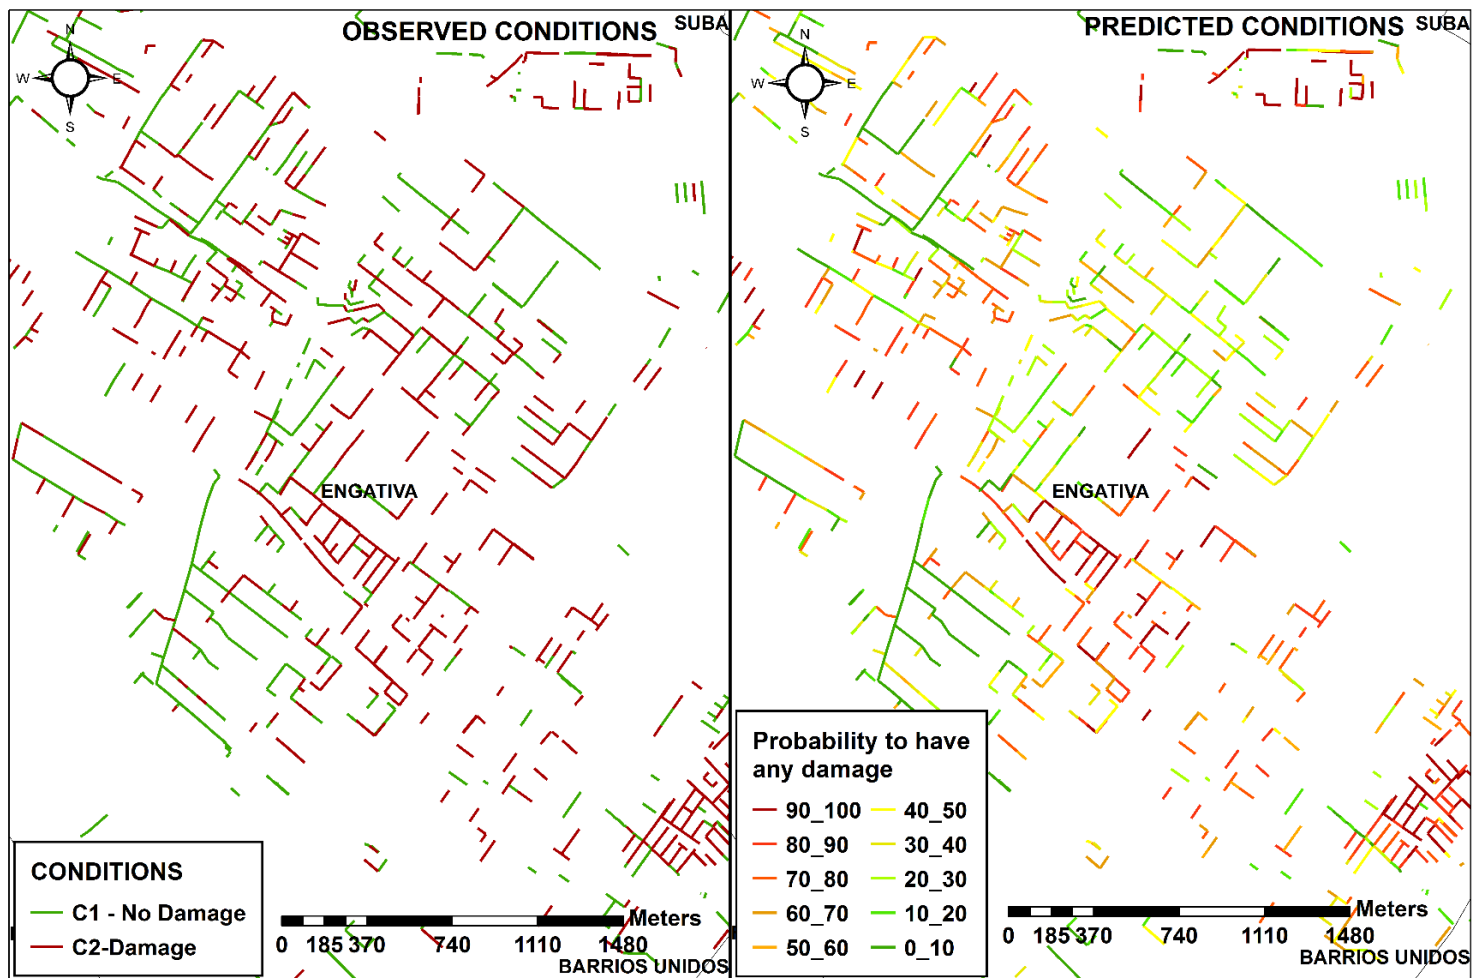 OBSERVED CONDITIONS
SUBA
N
W
E
S
ENGATIVA
CONDITIONS
C1 - No Damage
C2-Damage
Meters
0 185 370 740 1110 1480
BARRIOS UNIDOS
PREDICTED CONDITIONS
SUBA
N
W
E
S
ENGATIVA
Probability to have
any damage
90_100 40_50
80_90 30_40
70_80 20_30
60_70 10_20
50_60 0_10
Meters
0 185 370 740 1110 1480
BARRIOS UNIDOS